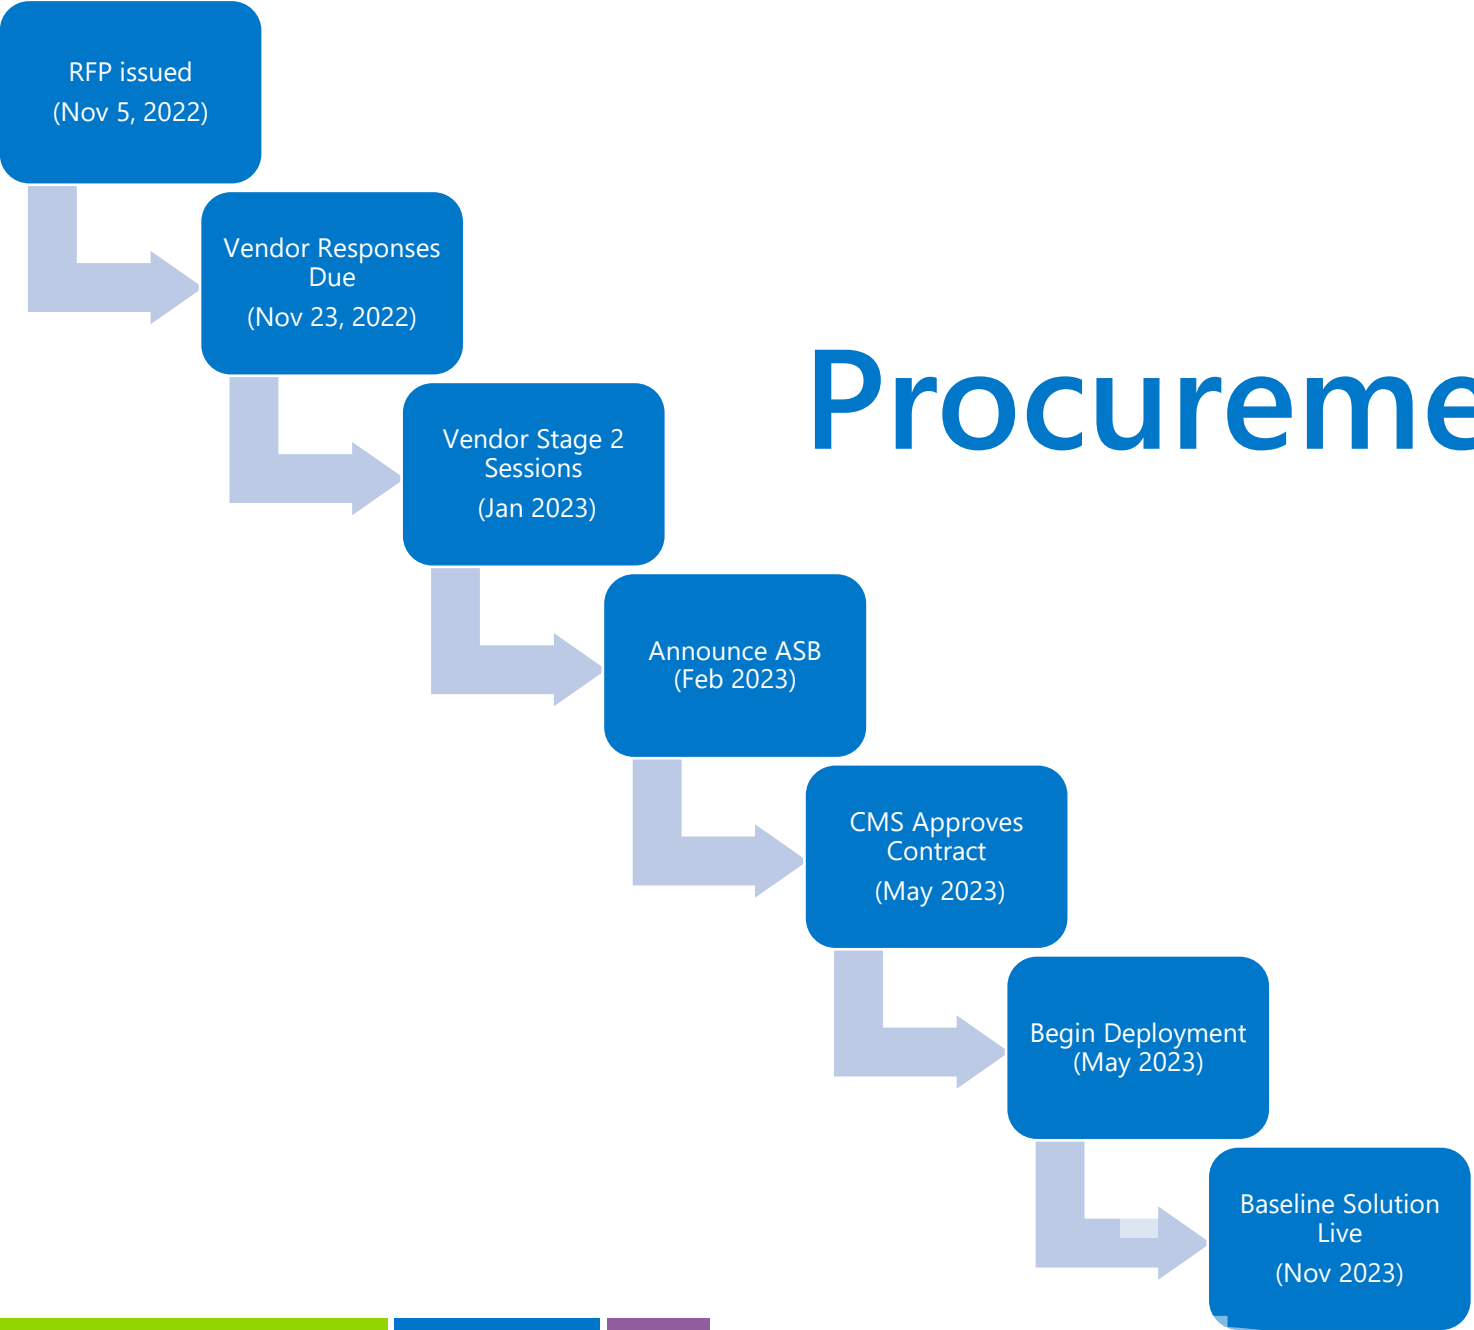 RFP issued
(Nov 5, 2022)
Vendor Responses
Due
(Nov 23, 2022)
Vendor Stage 2
Sessions
(Jan 2023)
Announce ASB
(Feb 2023)
CMS Approves
Contract
(May 2023)
Begin Deployment
(May 2023)
Baseline Solution
Live
(Nov 2023)
Procureme